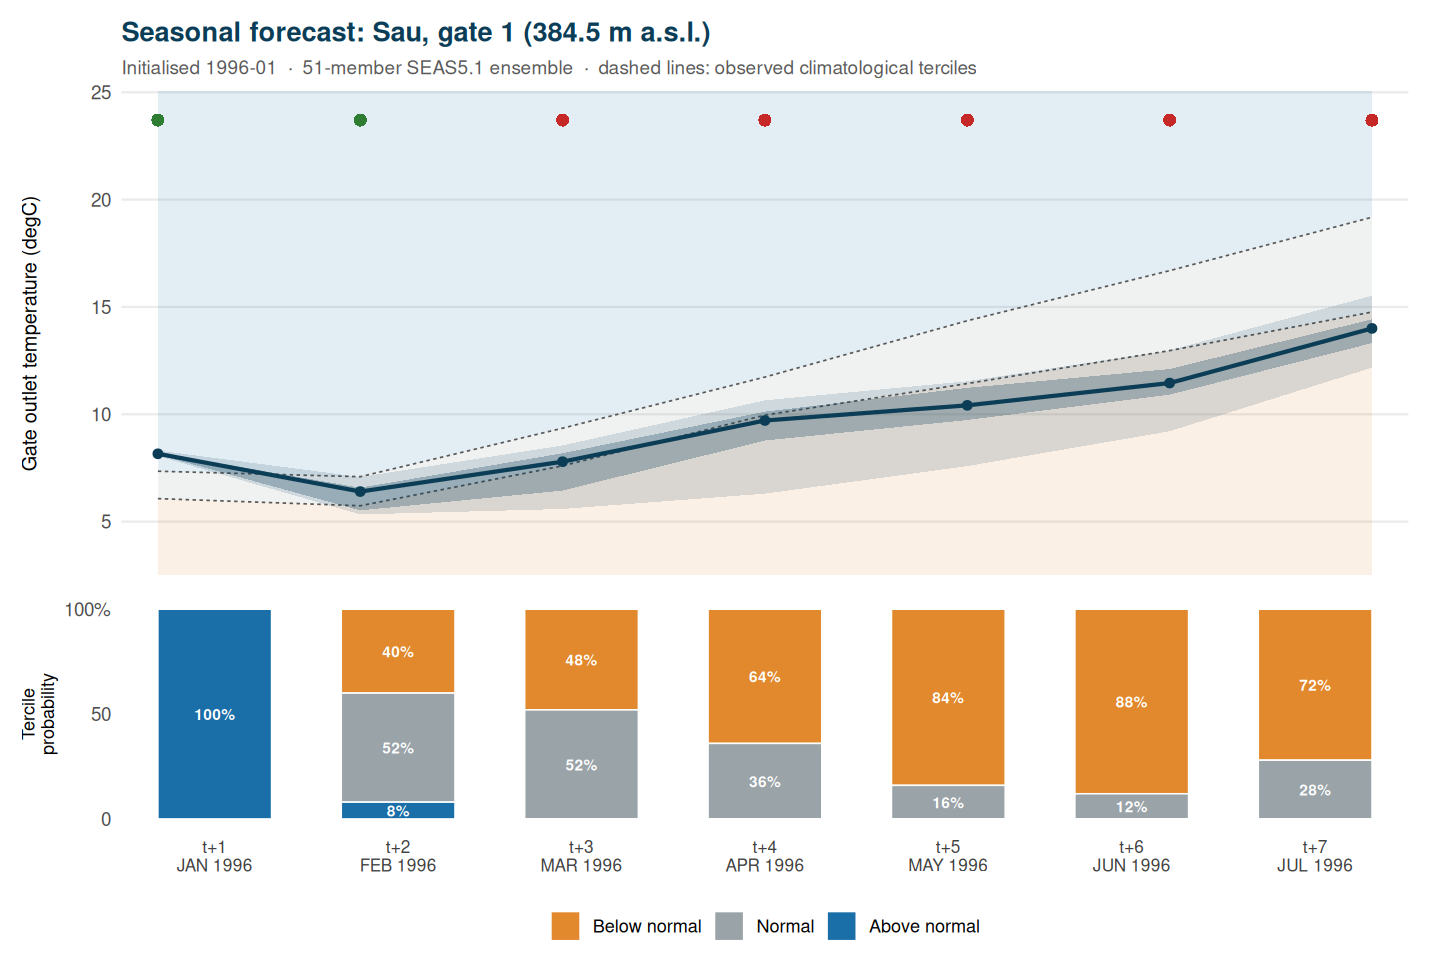 Seasonal forecast: Sau, gate 1 (384.5 m a.s.l.)
Initialised 1996-01 · 51-member SEAS5.1 ensemble · dashed lines: observed climatological terciles
Gate outlet temperature (degC)
25
20
15
10
5
Tercile
probability
100%
50
0
100%
40%
52%
8%
48%
52%
64%
36%
84%
16%
88%
12%
72%
28%
t+1
JAN 1996
t+2
FEB 1996
t+3
MAR 1996
t+4
APR 1996
t+5
MAY 1996
t+6
JUN 1996
t+7
JUL 1996
Below normal
Normal
Above normal